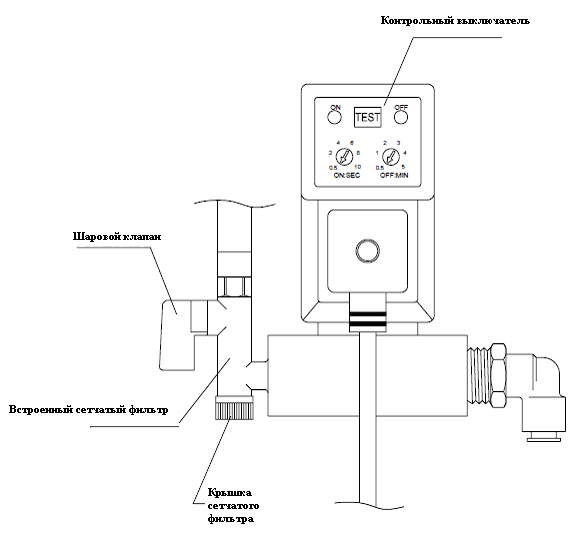 Контрольный выключатель
ON OFF
TEST
4 6 2 3
2 8 1 4
0.5 10 0.5 5
ON:SEC OFF:MIN
Шаровой клапан
Встроенный сетчатый фильтр
Крышка
сетчатого
фильтра